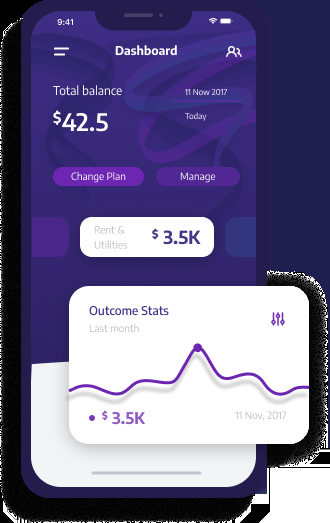 9:41
Dashboard
Total balance
11 Now 2017
$42.5
Today
Change Plan
Manage
Rent &
Utilities
$ 3.5K
Outcome Stats
Last month
$ 3.5K
11 Nov, 2017